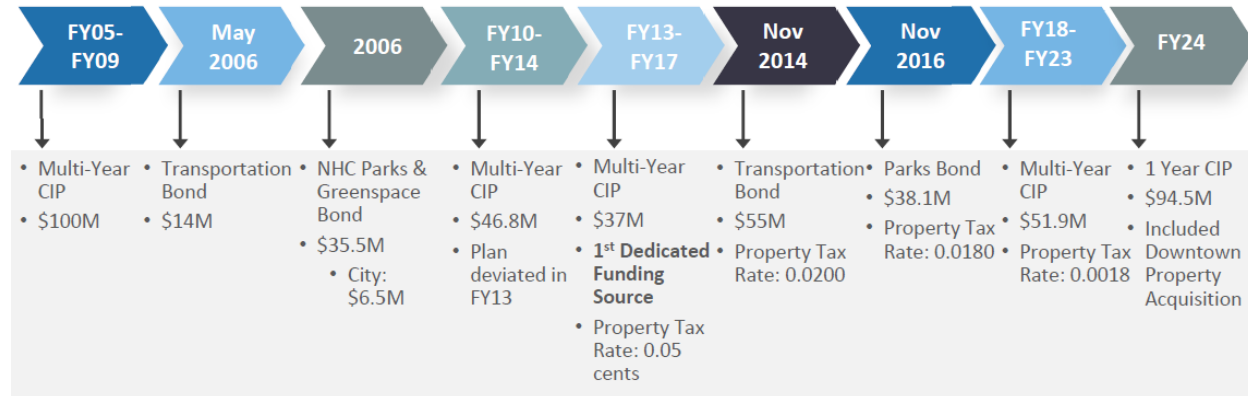 FY05-
FY09
May
2006
2006
FY10-
FY14
FY13-
FY17
Nov
2014
Nov
2016
FY18-
FY23
FY24
• Multi-Year
CIP
• $100M
• Transportation
Bond
• $14M
• NHC Parks &
Greenspace
Bond
• $35.5M
• City:
$6.5M
• Multi-Year
CIP
• $46.8M
• Plan
deviated in
FY13
• Multi-Year
CIP
• $37M
• 1st Dedicated
Funding
Source
• Property Tax
Rate: 0.05
cents
• Transportation
Bond
• $55M
• Property Tax
Rate: 0.0200
• Parks Bond
• $38.1M
• Property Tax
Rate: 0.0180
• Multi-Year
CIP
• $51.9M
• Property Tax
Rate: 0.0018
• 1 Year CIP
• $94.5M
• Included
Downtown
Property
Acquisition